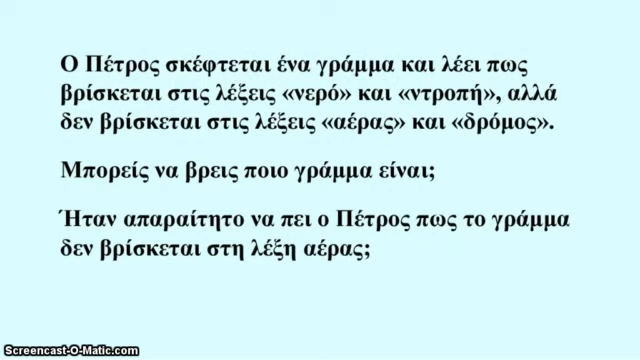 Ο Πέτρος σκέφτεται ένα γράμμα και λέει πως
βρίσκεται στις λέξεις «νερό» και «ντροπή», αλλά
δεν βρίσκεται στις λέξεις «αέρας» και «δρόμος».
Μπορείς να βρεις ποιο γράμμα είναι;
Ήταν απαραίτητο να πει ο Πέτρος πως το γράμμα
δεν βρίσκεται στη λέξη αέρας;
Screencast-O-Matic.com